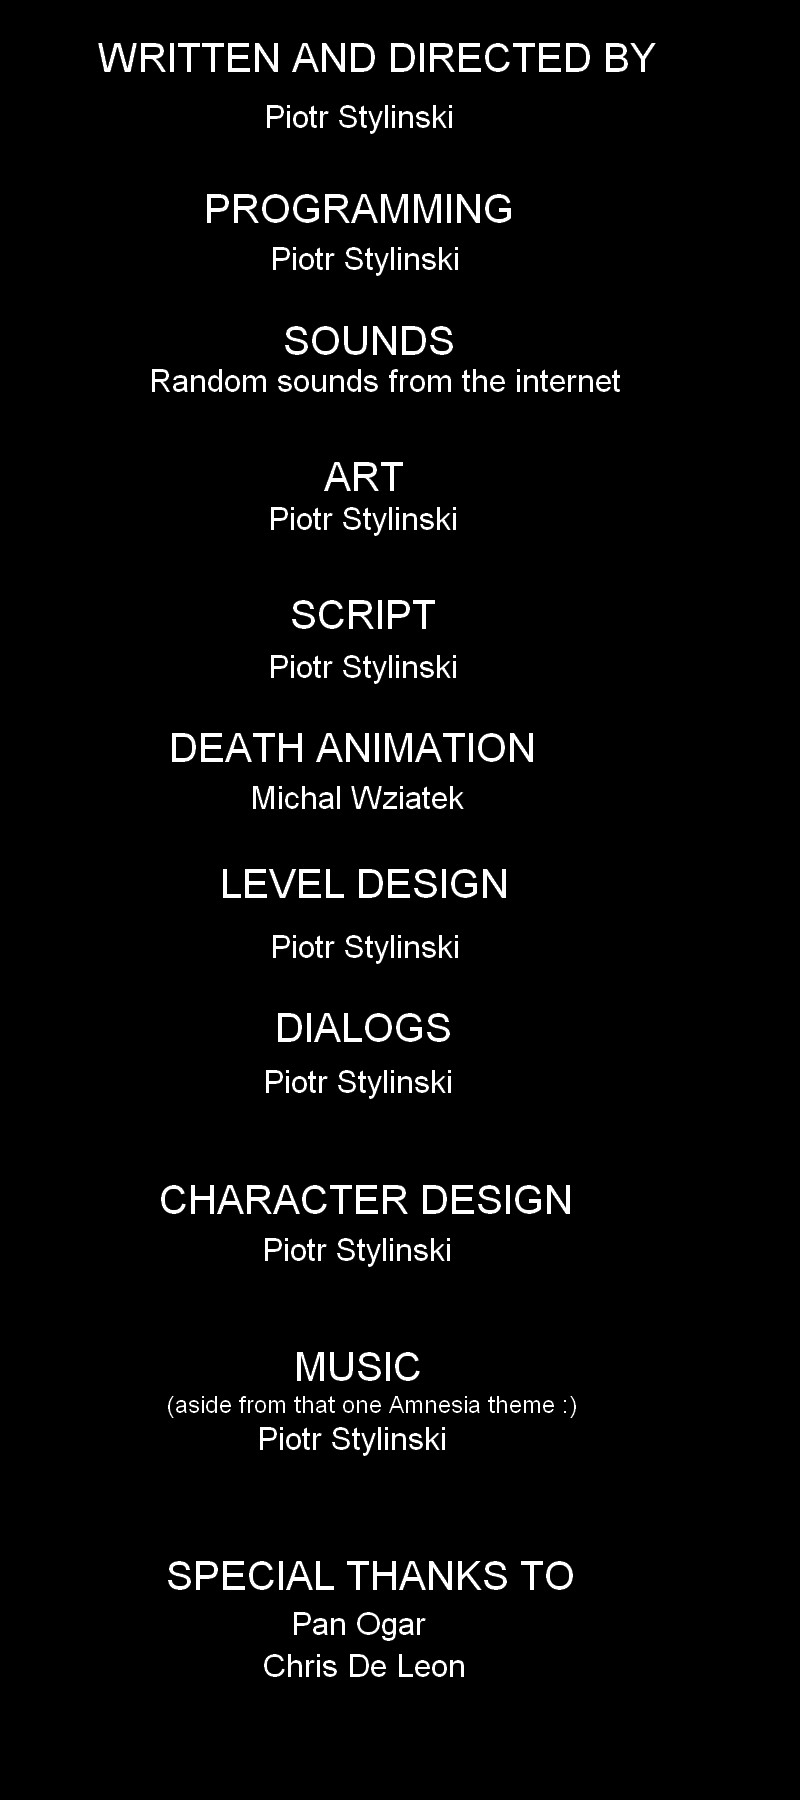 WRITTEN AND DIRECTED BY
Piotr Stylinski
PROGRAMMING
Piotr Stylinski
SOUNDS
Random sounds from the internet
ART
Piotr Stylinski
SCRIPT
Piotr Stylinski
DEATH ANIMATION
Michal Wziatek
LEVEL DESIGN
Piotr Stylinski
DIALOGS
Piotr Stylinski
CHARACTER DESIGN
Piotr Stylinski
MUSIC
(aside from that one Amnesia theme :)
Piotr Stylinski
SPECIAL THANKS TO
Pan Ogar
Chris De Leon